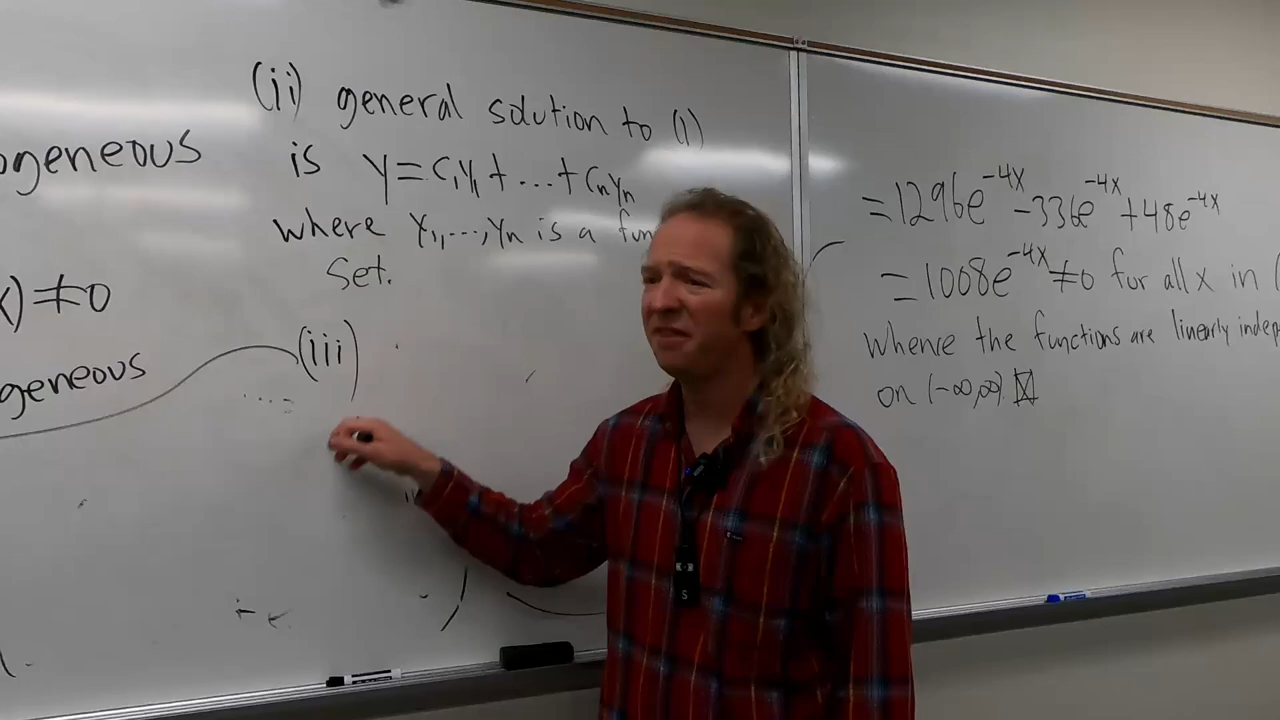 ogeneous
) ≠ 0
geneous
(ii) general solution to (1)
is y = c₁y₁ + ... + cₙyₙ
where y₁, ..., yₙ is a fun
set.
(iii)
= 1296e^{-4x} - 336e^{-4x} + 48e^{-4x}
= 1008e^{-4x} ≠ 0 for all x in (
Whence the functions are linearly indep
on (-∞,∞). ⊠
S